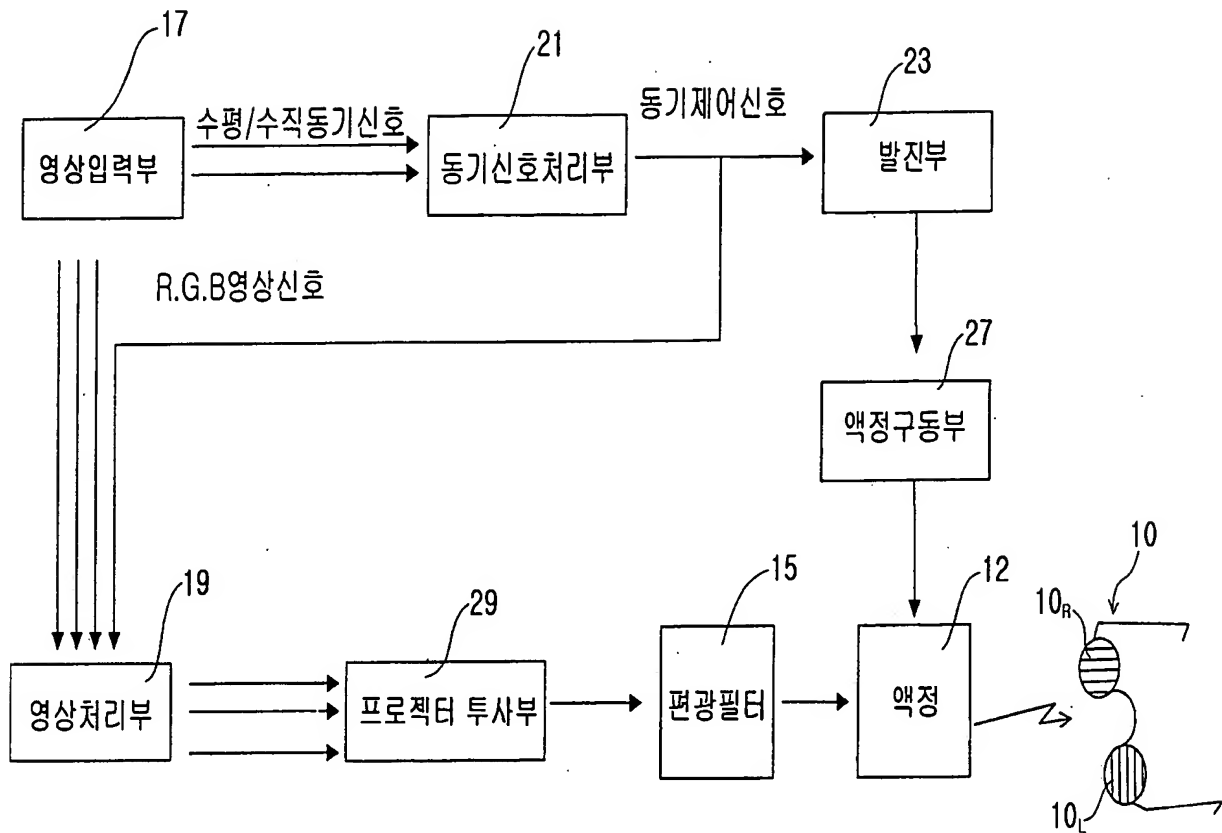 17
21
23
수평/수직동기신호
동기제어신호
영상입력부
동기신호처리부
발진부
R.G.B영상신호
27
액정구동부
19
29
15
12
10
10R
영상처리부
프로젝터 투사부
편광필터
액정
10L